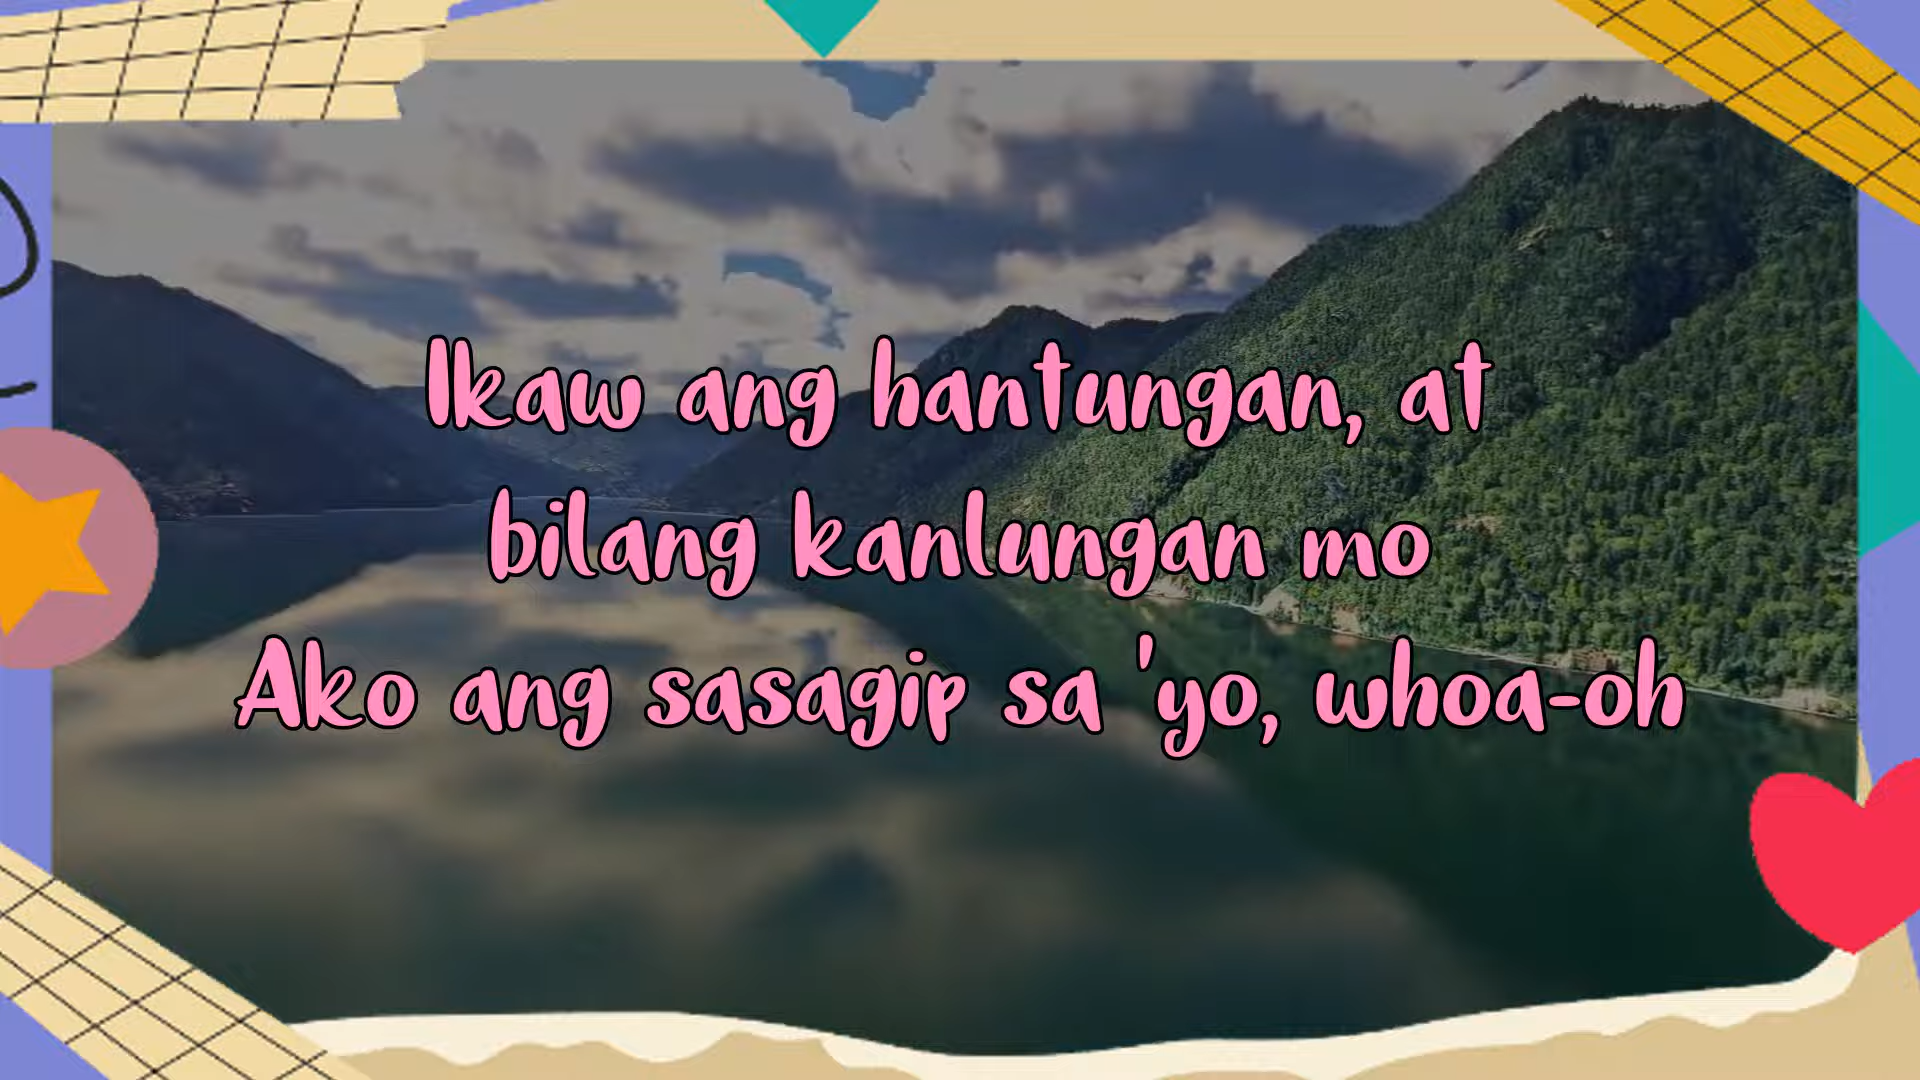 Ikaw ang hantungan, at
bilang kanlungan mo
Ako ang sasagip sa 'yo, whoa-oh